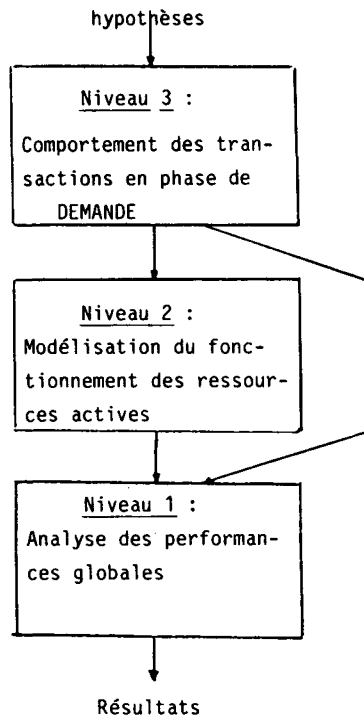 hypothèses
Niveau 3 :
Comportement des tran-
sactions en phase de
DEMANDE
Niveau 2 :
Modélisation du fonc-
tionnement des ressour-
ces actives
Niveau 1 :
Analyse des performan-
ces globales
Résultats